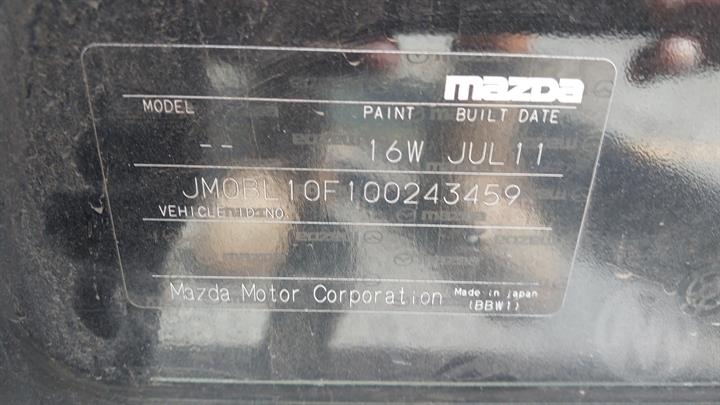 mazda
MODEL PAINT BUILT DATE
-- 16W JUL11
JM0BL10F100243459
VEHICLE ID NO.
Mazda Motor Corporation Made in japan
(BBW1)